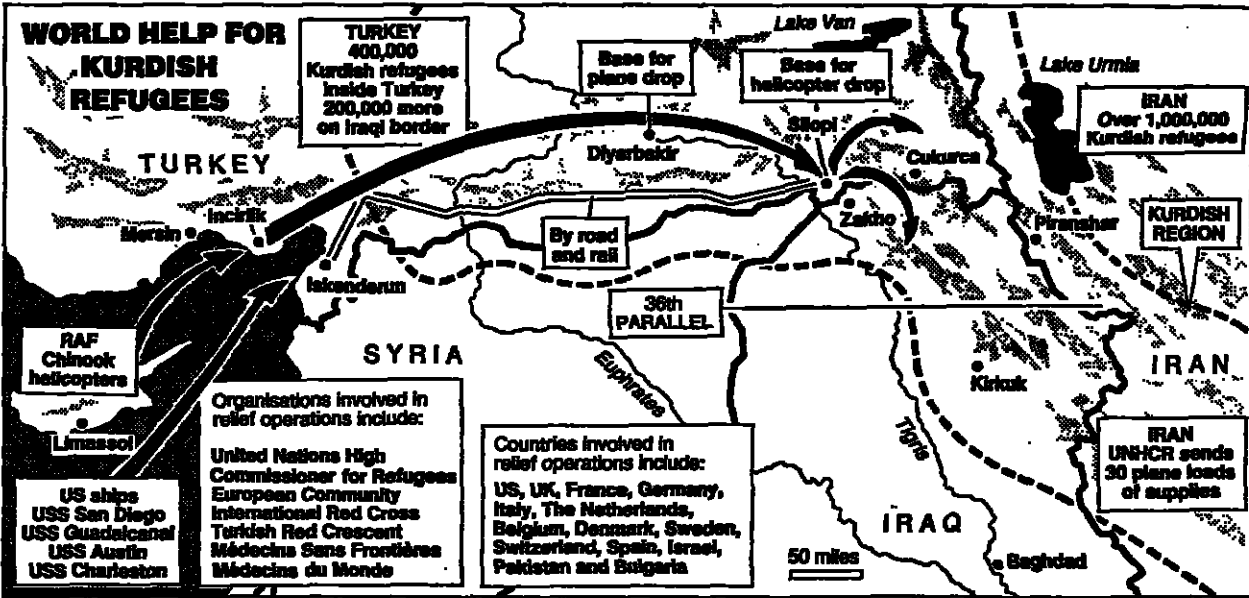 WORLD HELP FOR
KURDISH
REFUGEES
TURKEY
400,000
Kurdish refugees
inside Turkey
200,000 more
on Iraqi border
Base for
plane drop
Lake Van
Base for
helicopter drop
Lake Urmia
IRAN
Over 1,000,000
Kurdish refugees
TURKEY
Diyarbakir
Silopi
Cukurca
Incirlik
Mersin
Zakho
Piranshar
KURDISH
REGION
By road
and rail
Iskenderun
36th
PARALLEL
RAF
Chinook
helicopters
SYRIA
Euphrates
IRAN
Kirkuk
Limassol
Tigris
Organisations involved in
relief operations include:
United Nations High
Commissioner for Refugees
European Community
International Red Cross
Turkish Red Crescent
Médecins Sans Frontières
Médecins du Monde
Countries involved in
relief operations include:
US, UK, France, Germany,
Italy, The Netherlands,
Belgium, Denmark, Sweden,
Switzerland, Spain, Israel,
Pakistan and Bulgaria
IRAN
UNHCR sends
30 plane loads
of supplies
US ships
USS San Diego
USS Guadalcanal
USS Austin
USS Charleston
IRAQ
50 miles
Baghdad